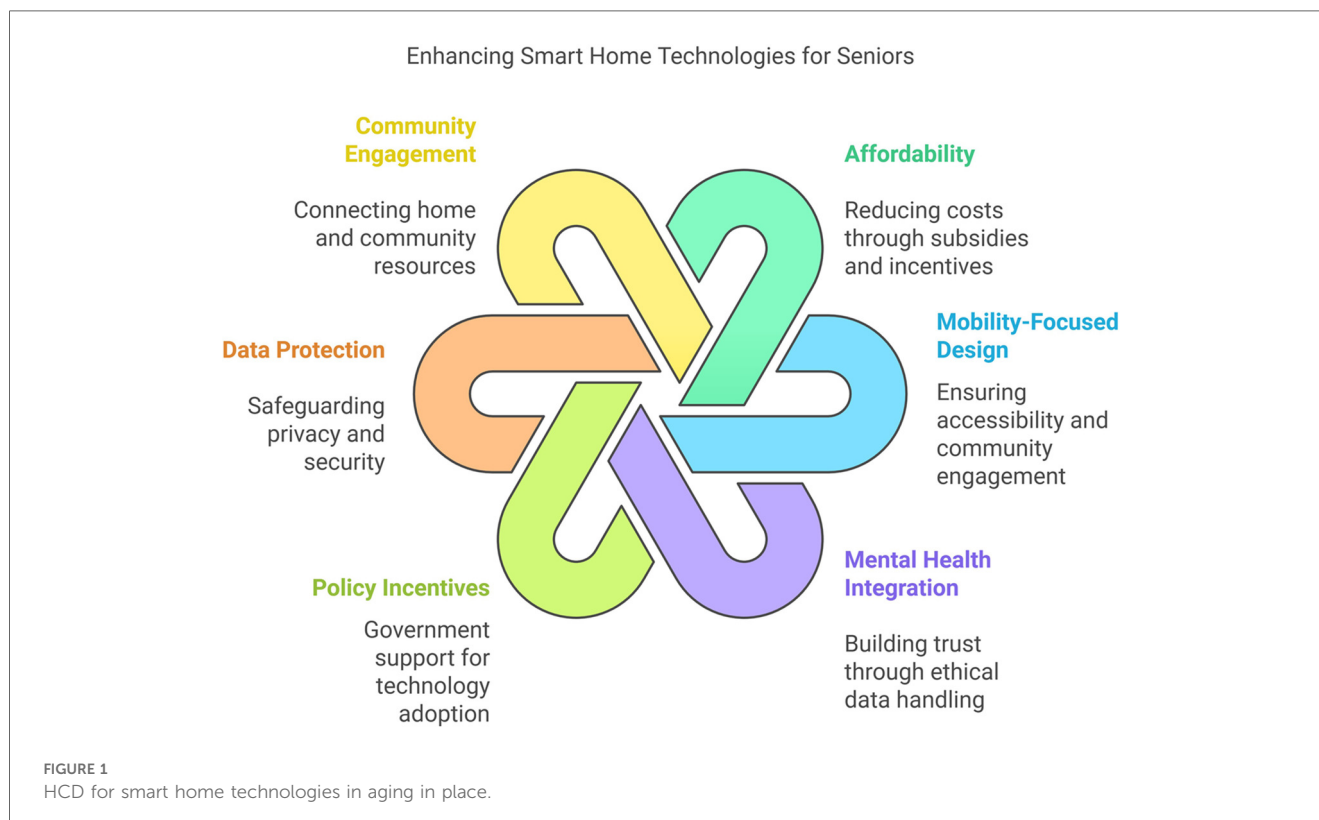 Enhancing Smart Home Technologies for Seniors
Community
Engagement
Connecting home
and community
resources
Affordability
Reducing costs
through subsidies
and incentives
Data Protection
Safeguarding
privacy and
security
Mobility-Focused
Design
Ensuring
accessibility and
community
engagement
Policy Incentives
Government
support for
technology
adoption
Mental Health
Integration
Building trust
through ethical
data handling
FIGURE 1
HCD for smart home technologies in aging in place.